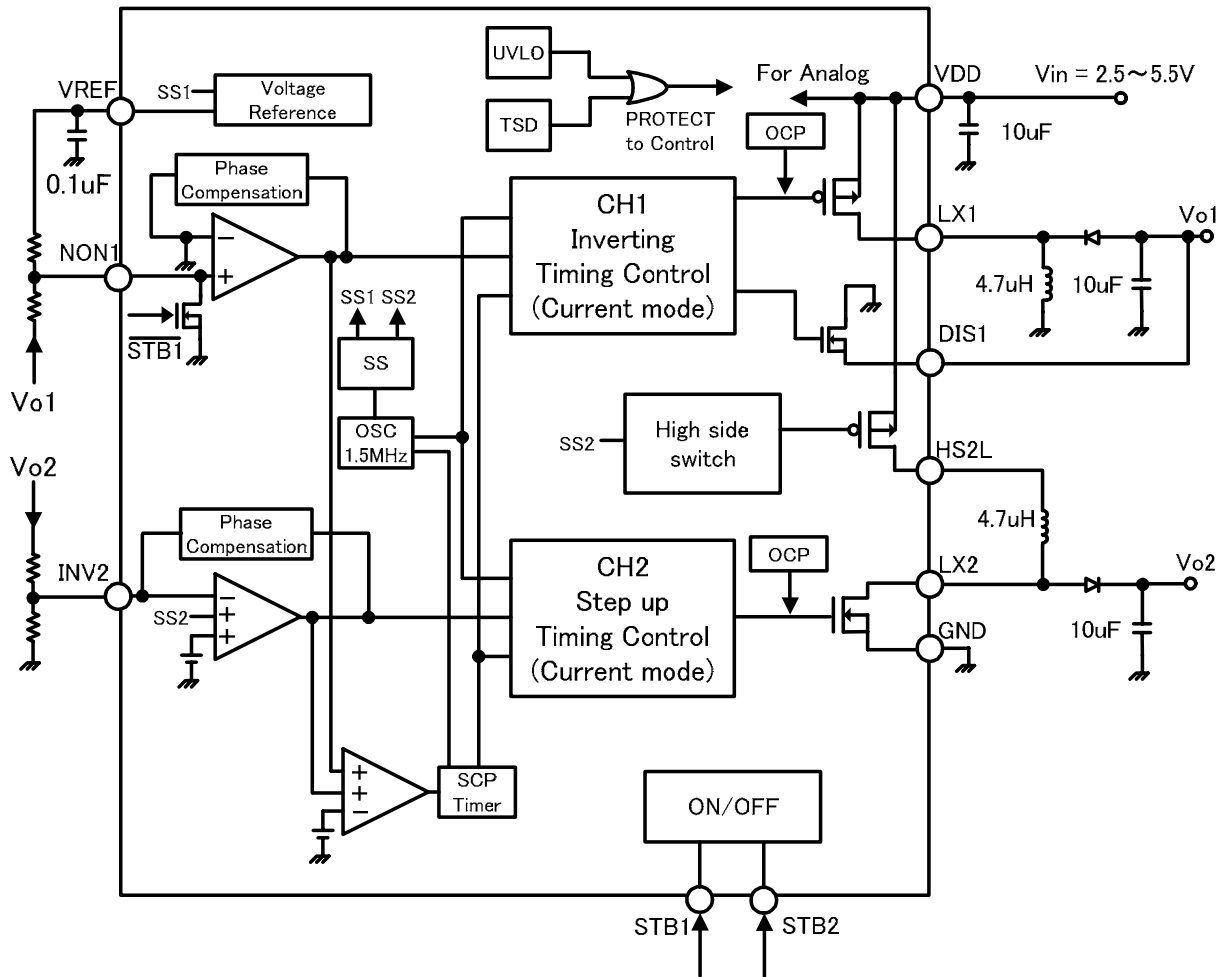 UVLO
TSD
PROTECT
to Control
For Analog
VDD
Vin = 2.5～5.5V
10uF
VREF
SS1
Voltage
Reference
0.1uF
Phase
Compensation
OCP
CH1
Inverting
Timing Control
(Current mode)
LX1
Vo1
4.7uH
10uF
NON1
−
+
STB1
Vo1
SS1 SS2
SS
OSC
1.5MHz
DIS1
High side
switch
SS2
HS2L
4.7uH
Vo2
Phase
Compensation
INV2
−
+
SS2
+
CH2
Step up
Timing Control
(Current mode)
OCP
LX2
Vo2
GND
10uF
+
+
−
SCP
Timer
ON/OFF
STB1
STB2